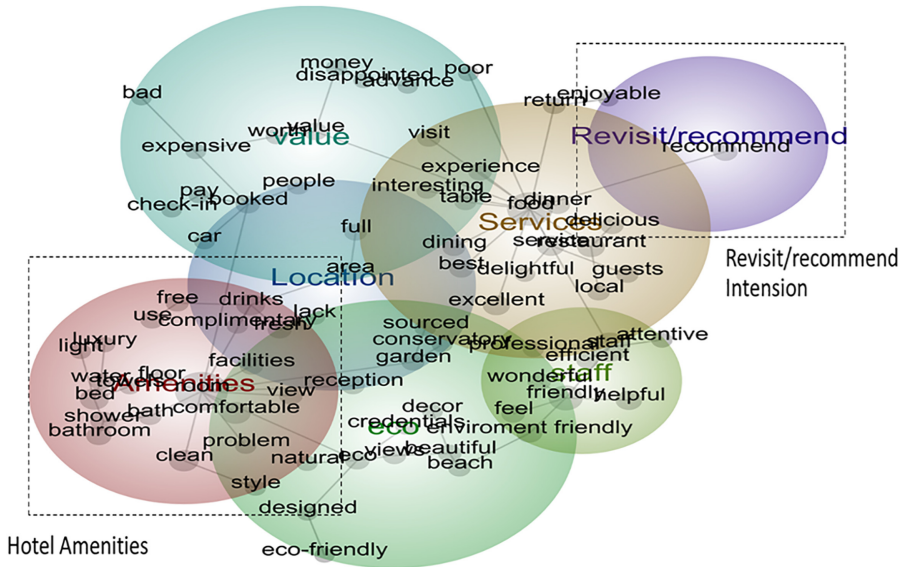 money
disappointed
advance
poor
bad
return
enjoyable
worth
value
value
visit
Revisit/recommend
recommend
expensive
experience
people
interesting
pay
booked
check-in
table
dinner
food
delicious
Services
car
full
dining
service
restaurant
area
best
delightful
guests
Location
local
Revisit/recommend
Intension
free
drinks
excellent
use
complimentary
lack
fresh
sourced
conservatory
professional
staff
attentive
luxury
light
garden
efficient
facilities
water
floor
towels
Amenities
room
reception
wonderful
staff
bed
view
friendly
helpful
shower
bath
comfortable
decor
feel
bathroom
credentials
eco
enviroment friendly
problem
clean
natural
eco
views
beautiful
beach
style
designed
Hotel Amenities
eco-friendly